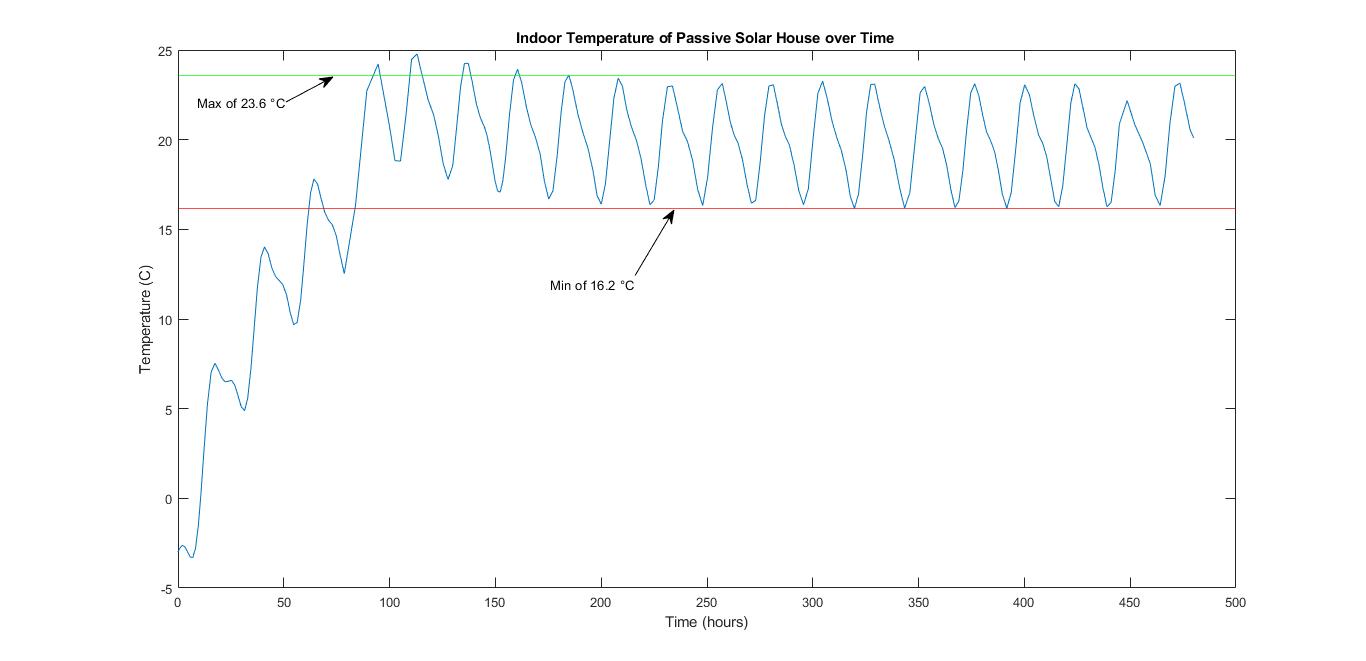 Indoor Temperature of Passive Solar House over Time
25
20
15
10
5
0
-5
Temperature (C)
Max of 23.6 °C
Min of 16.2 °C
0 50 100 150 200 250 300 350 400 450 500
Time (hours)